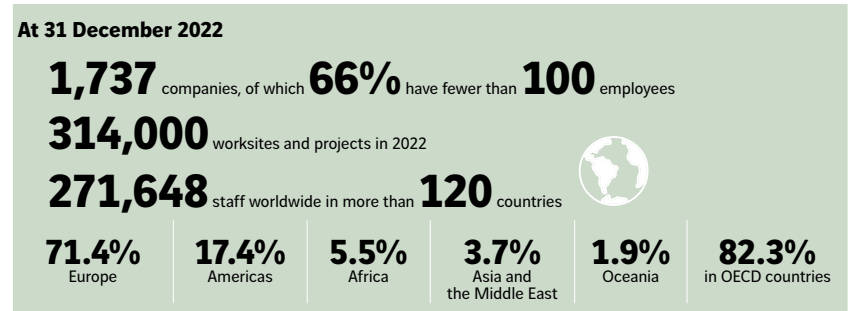 At 31 December 2022
1,737 companies, of which 66% have fewer than 100 employees
314,000 worksites and projects in 2022
271,648 staff worldwide in more than 120 countries
71.4%
Europe
17.4%
Americas
5.5%
Africa
3.7%
Asia and
the Middle East
1.9%
Oceania
82.3%
in OECD countries